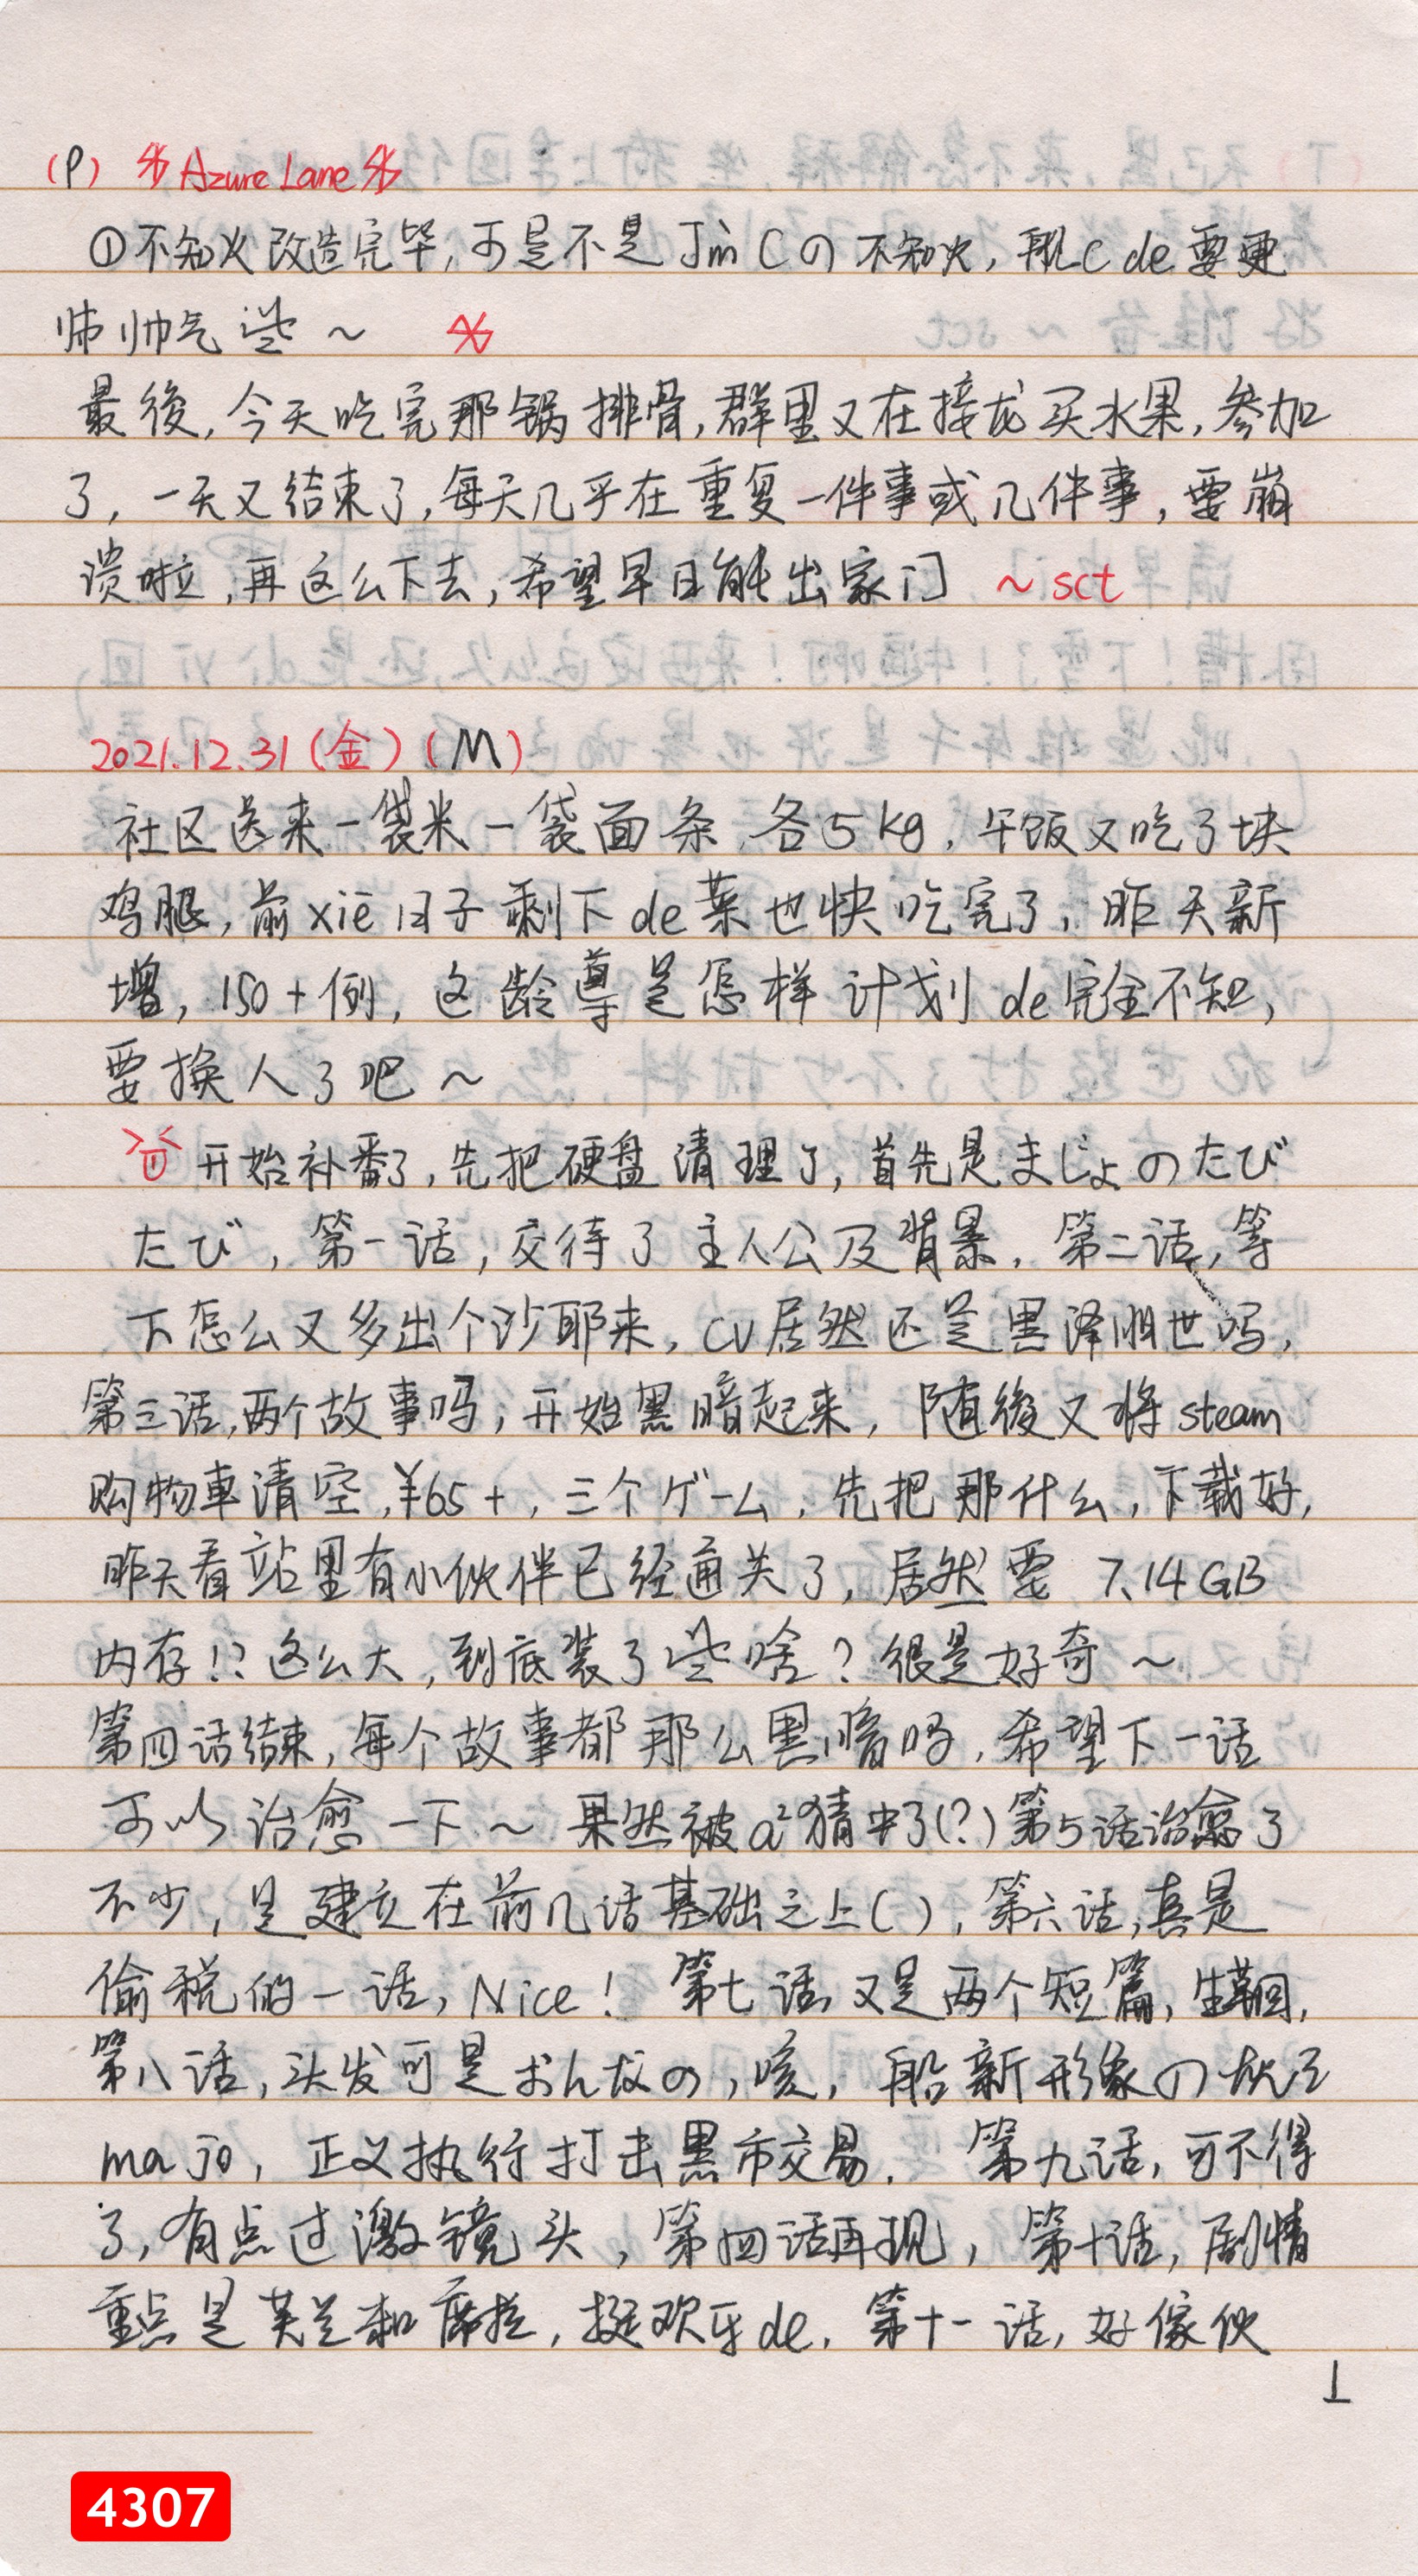 (P) Azure Lane
①不知火改造完毕,可是不是JmCの不知火,那C de要更
帅帅气些~
最後,今天吃完那锅排骨,群里又在接龙买水果,参加
了,一天又结束了,每天几乎在重复一件事或几件事,要崩
溃啦,再这么下去,希望早日能出家门 ~sct
2021.12.31(金)(M)
社区送来一袋米一袋面条,各5kg,午饭又吃了块
鸡腿,前xiē日子剩下de菜也快吃完了,昨天新
增,150+例,这龄导是怎样计划de完全不知,
要换人了吧~
① 开始补番了,先把硬盘清理了,首先是まじょのたび
たび,第一话,交待了主人公及背景,第二话,等
下怎么又多出个沙耶来,CV居然还是黑泽朋世吗,
第三话,两个故事吗,开始黑暗起来,随後又将steam
购物車清空,¥65+,三个ゲーム,先把那什么,下载好,
昨天看站里有小伙伴已经通关了,居然要 7.14GB
内存!?这么大,到底装了些啥?很是好奇~
第四话结束,每个故事都那么黑暗吗,希望下一话
可以治愈一下~ 果然被a²猜中了(?)第5话治愈了
不少,是建立在前几话基础之上( ),第六话,真是
偷税的一话,Nice! 第七话又是两个短篇,生草回,
第八话,头发可是おんなの,咳,船新形象の
majo,正义执行打击黑市交易. 第九话,可不得
了,有点过激镜头,第四话再现,第十话,剧情
重点是芙兰和席拉,挺欢乐de,第十一话,好傢伙
4307